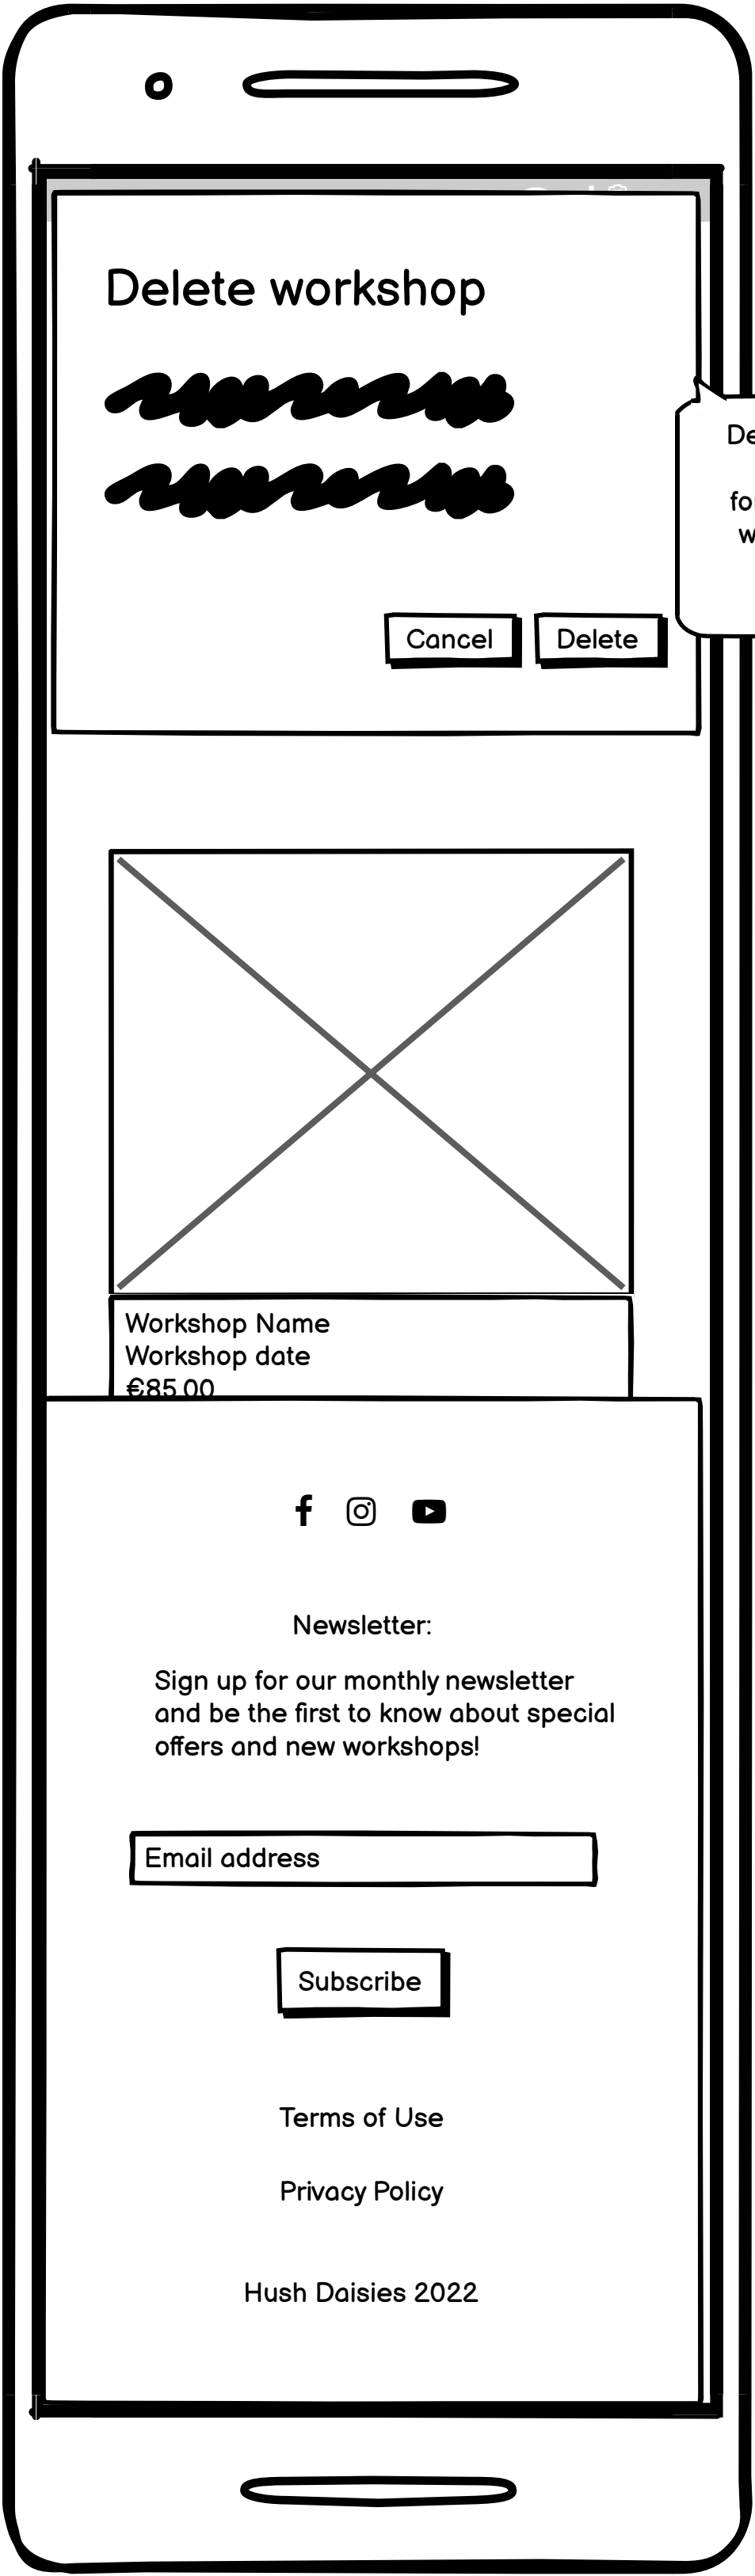 Delete workshop
Cancel Delete
Workshop Name
Workshop date
€85.00
Newsletter:
Sign up for our monthly newsletter
and be the first to know about special
offers and new workshops!
Email address
Subscribe
Terms of Use
Privacy Policy
Hush Daisies 2022